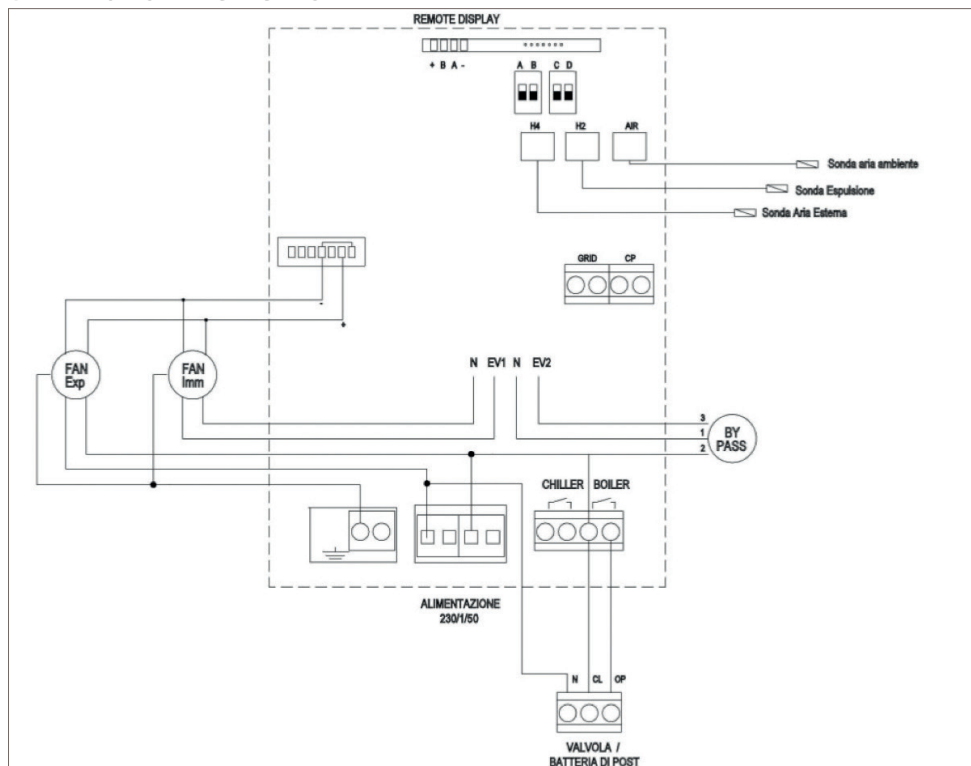 REMOTE DISPLAY
+ B A -
A B C D
H4 H2 AIR
Sonda aria ambiente
Sonda Espulsione
Sonda Aria Esterna
GRID CP
-
+
FAN
Exp
FAN
Imm
N EV1 N EV2
3
1
2
BY
PASS
CHILLER BOILER
ALIMENTAZIONE
230/1/50
N CL OP
VALVOLA /
BATTERIA DI POST